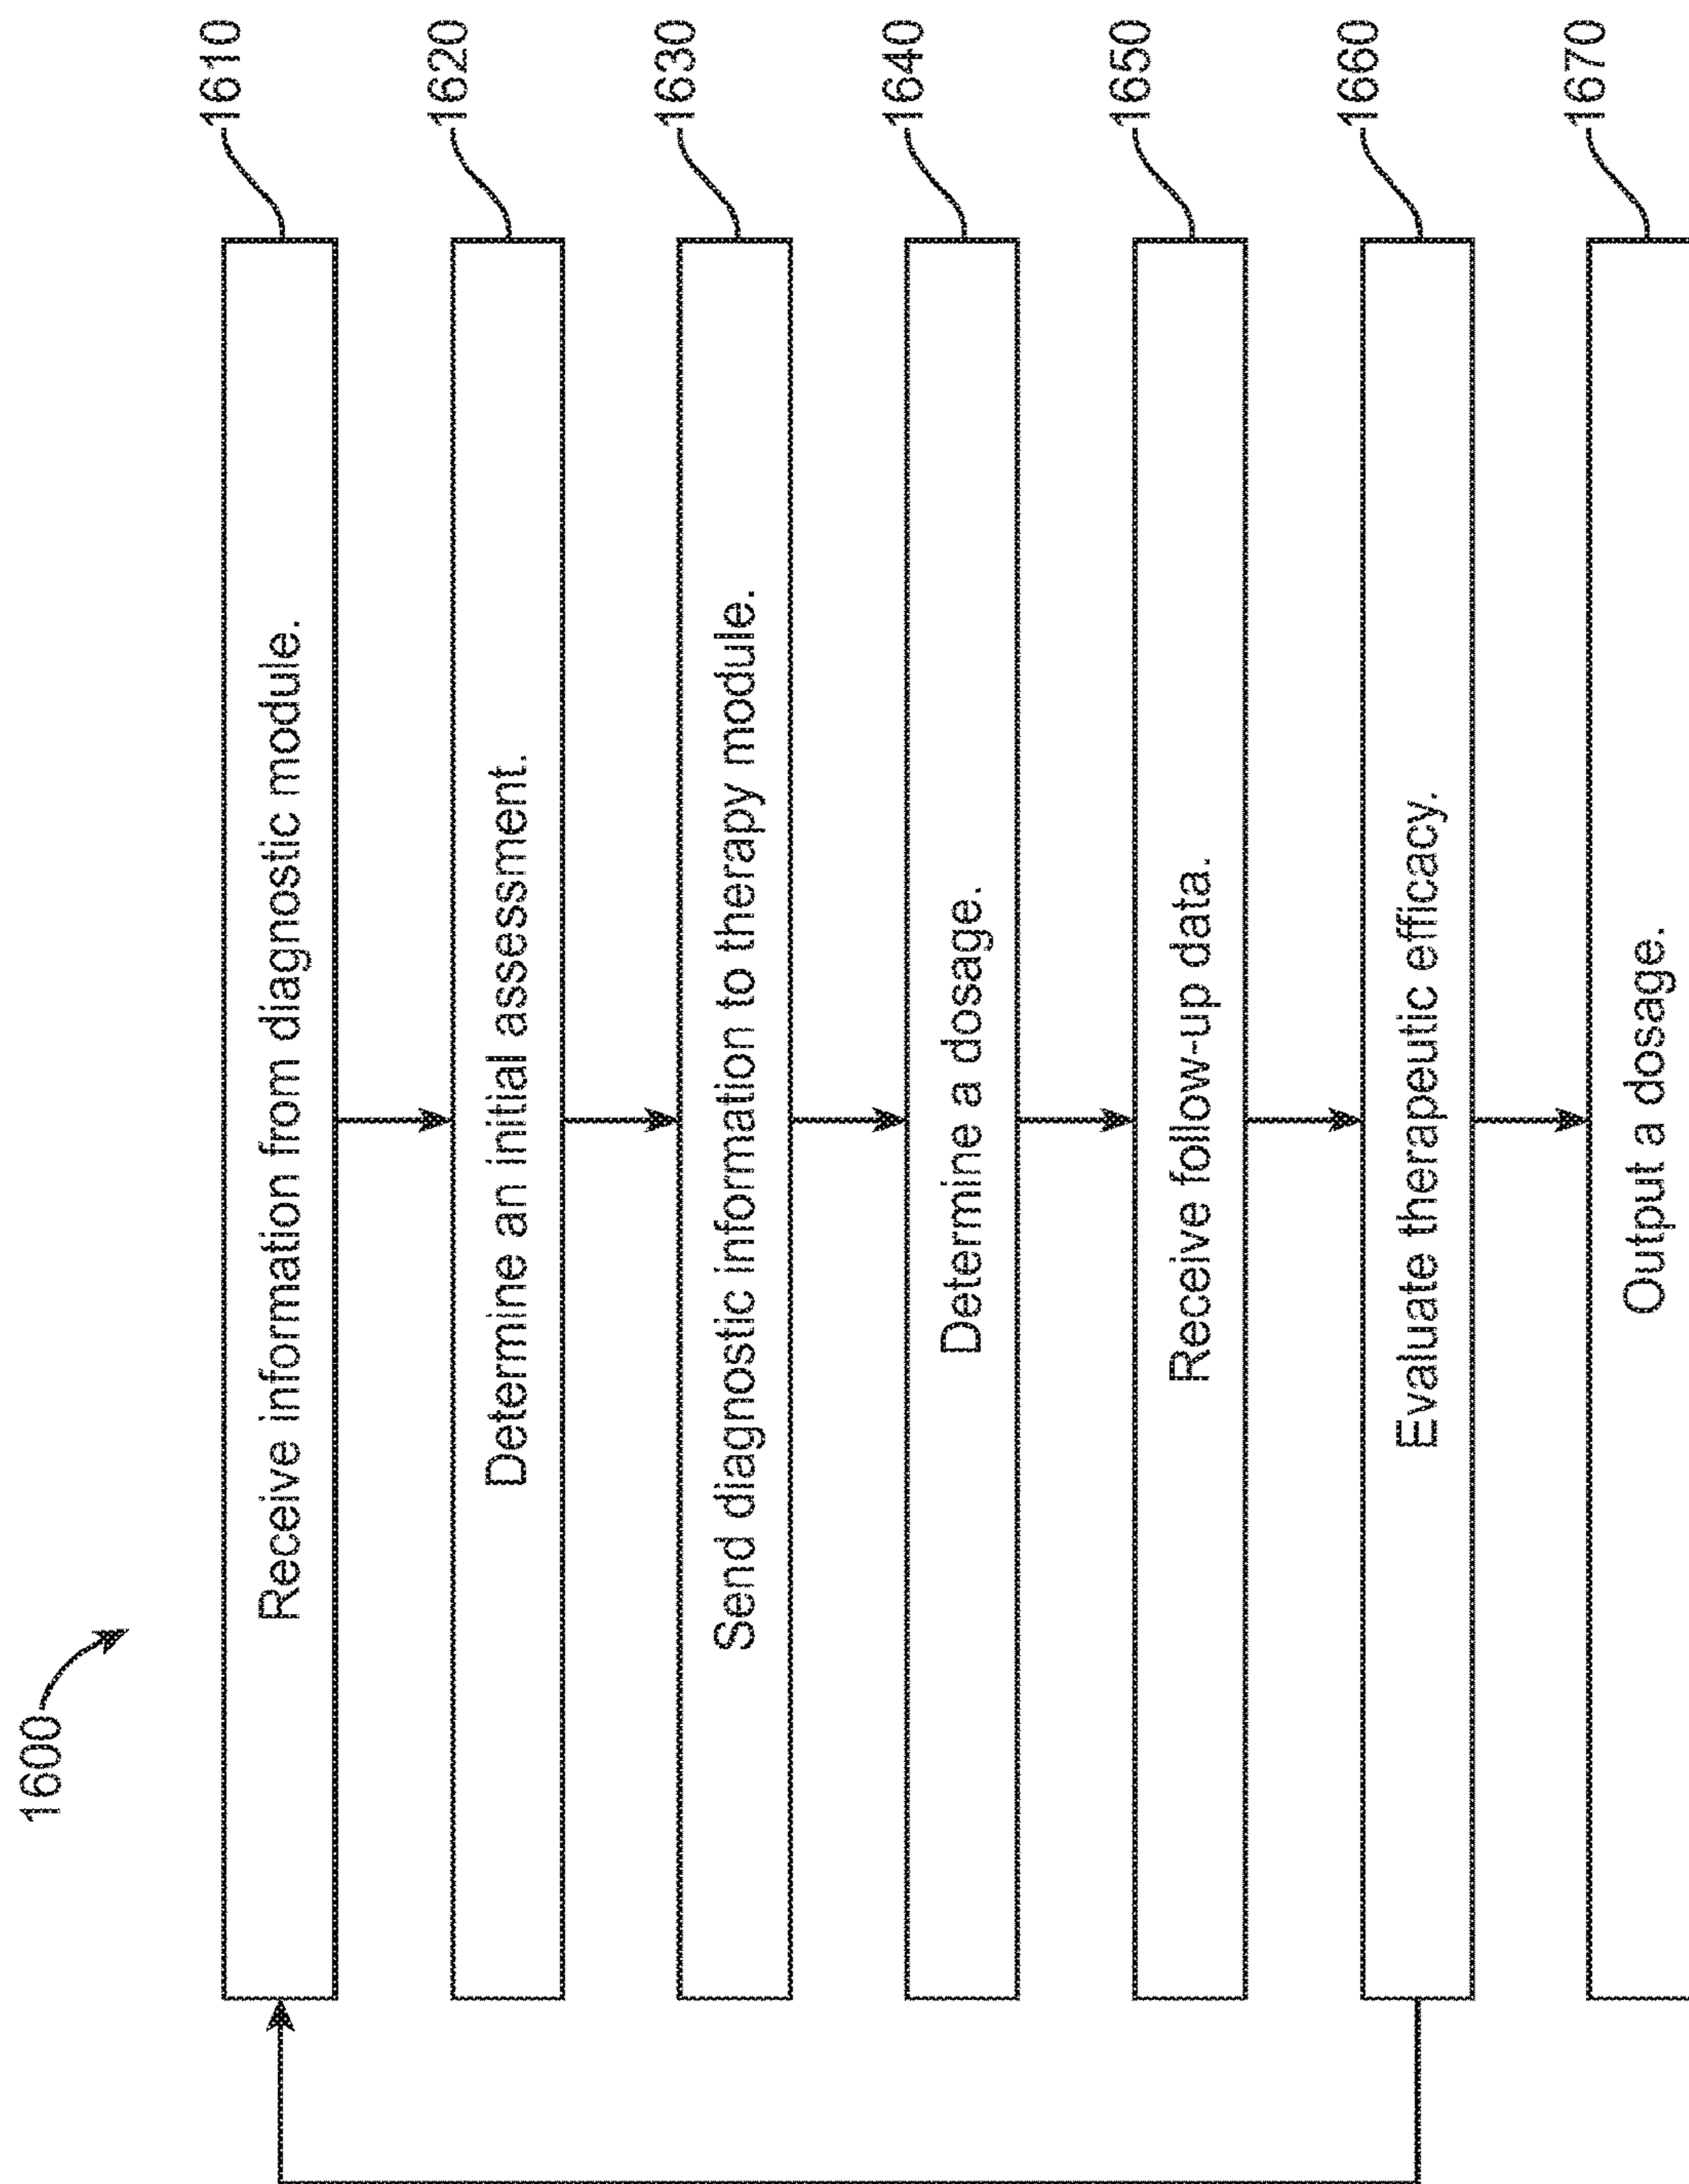 1600
Receive information from diagnostic module.
1610
Determine an initial assessment.
1620
Send diagnostic information to therapy module.
1630
Determine a dosage.
1640
Receive follow-up data.
1650
Evaluate therapeutic efficacy.
1660
Output a dosage.
1670